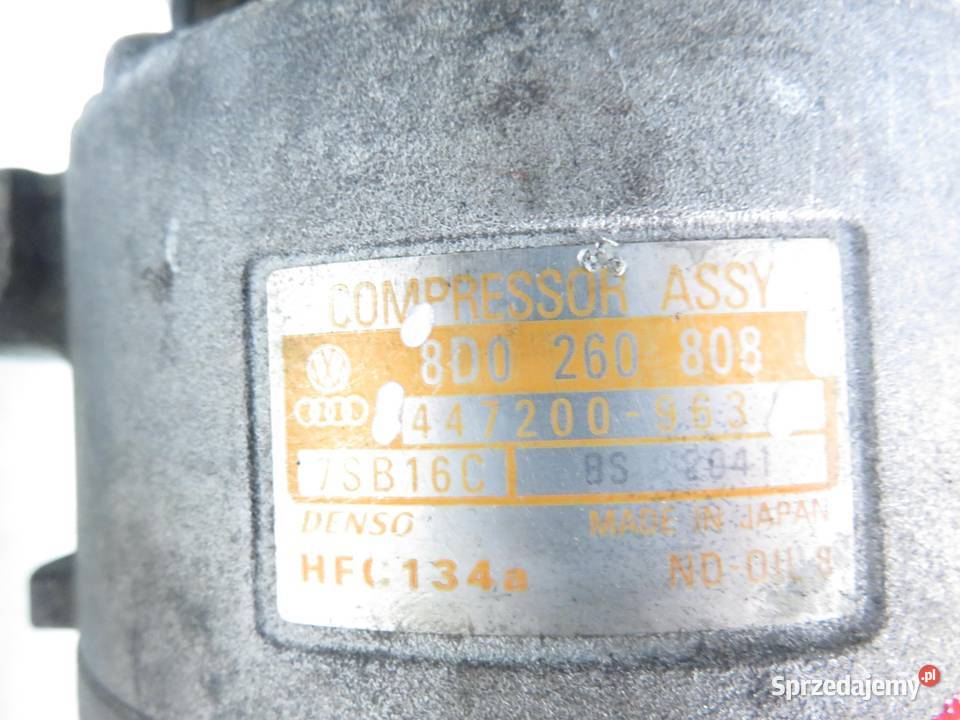 COMPRESSOR ASSY
8D0 260 808
447200-963
7SB16C
DENSO
MADE IN JAPAN
HFC134a
ND-OIL 8
Sprzedajemy.pl